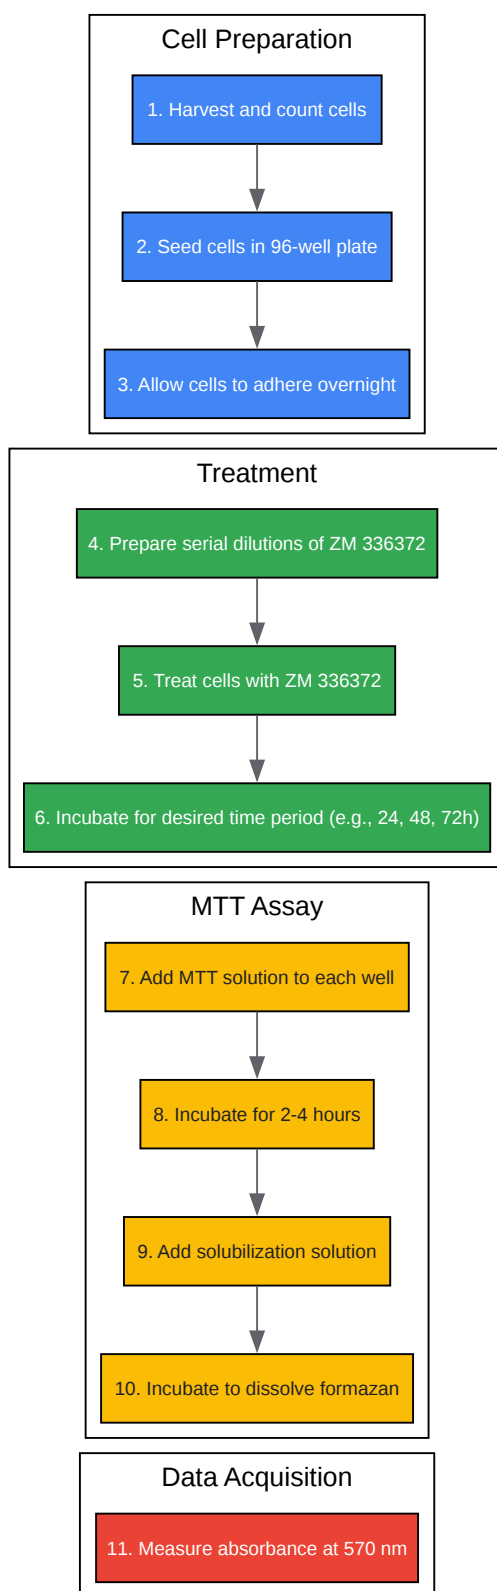 Cell Preparation
1. Harvest and count cells
2. Seed cells in 96-well plate
3. Allow cells to adhere overnight
Treatment
4. Prepare serial dilutions of ZM 336372
5. Treat cells with ZM 336372
6. Incubate for desired time period (e.g., 24, 48, 72h)
MTT Assay
7. Add MTT solution to each well
8. Incubate for 2-4 hours
9. Add solubilization solution
10. Incubate to dissolve formazan
Data Acquisition
11. Measure absorbance at 570 nm